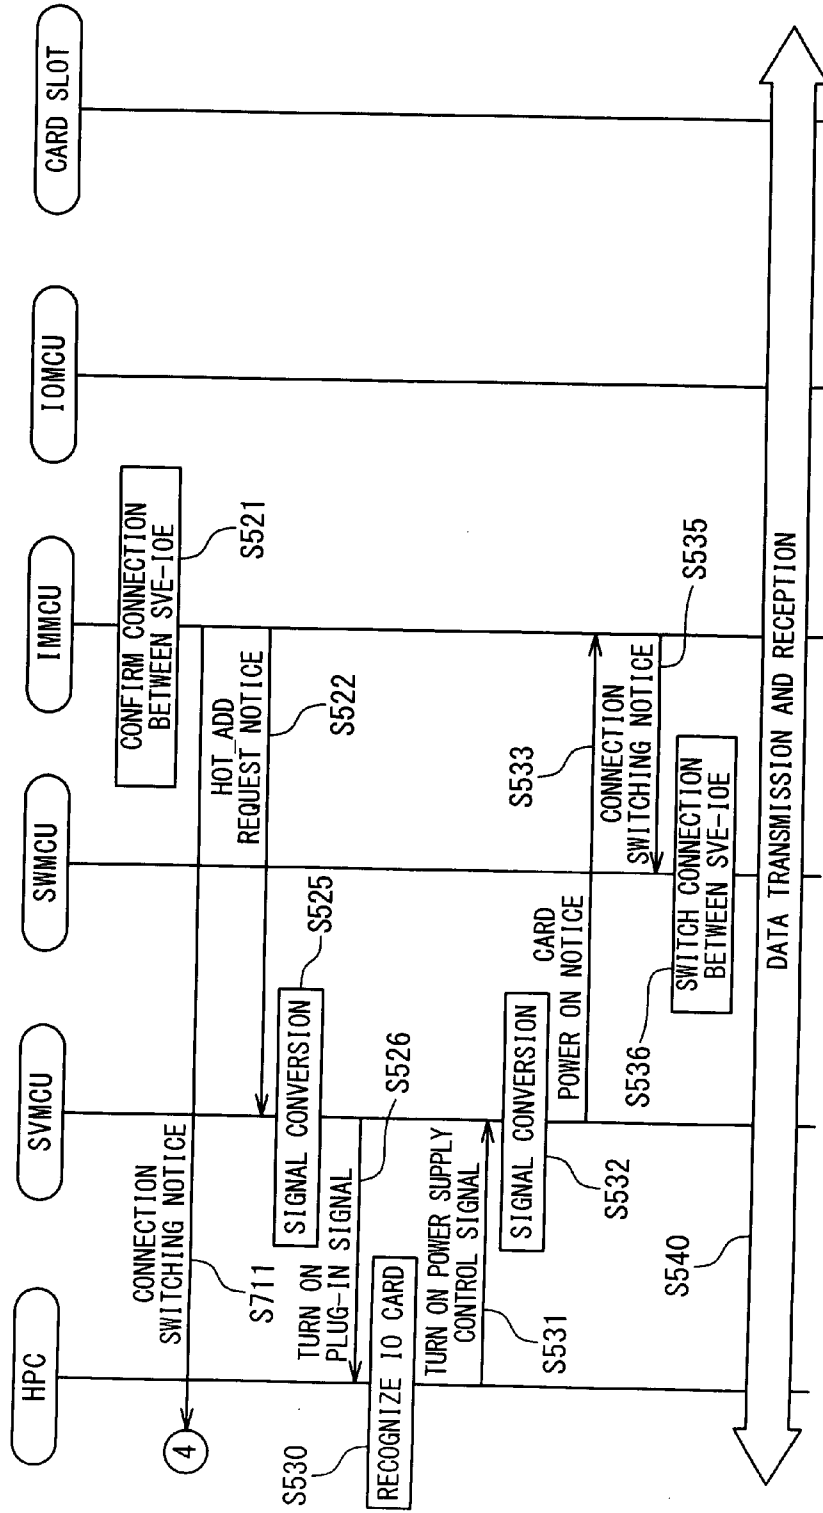 HPC
SVMCU
SWMCU
IMMCU
IOMCU
CARD SLOT
CONFIRM CONNECTION
BETWEEN SVE-IOE
S521
CONNECTION
SWITCHING NOTICE
S711
4
HOT_ADD
REQUEST NOTICE
S522
SIGNAL CONVERSION
S525
TURN ON
PLUG-IN SIGNAL
S526
RECOGNIZE IO CARD
S530
TURN ON POWER SUPPLY
CONTROL SIGNAL
S531
SIGNAL CONVERSION
S532
CARD
POWER ON NOTICE
S533
CONNECTION
SWITCHING NOTICE
S535
SWITCH CONNECTION
BETWEEN SVE-IOE
S536
DATA TRANSMISSION AND RECEPTION
S540